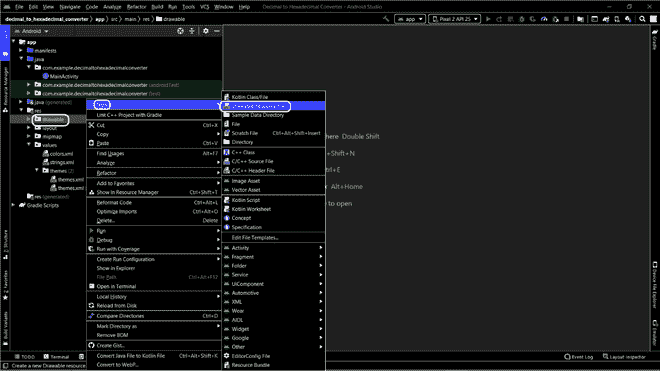 decimal_to_hexadecimal_converter
File Edit View Navigate Code Analyze Refactor Build Run Tools VCS Window Help
Decimal to Hexadecimal Converter - Android Studio
decimal_to_hexadecimal_converter app src main res drawable
app
Pixel 2 API 25
Android
app
manifests
java
com.example.decimaltohexadecimalconverter
MainActivity
com.example.decimaltohexadecimalconverter (androidTest)
com.example.decimaltohexadecimalconverter (test)
java (generated)
res
drawable
layout
mipmap
values
colors.xml
strings.xml
themes (2)
themes.xml
themes.xml
res (generated)
Gradle Scripts
Link C++ Project with Gradle
Cut Ctrl+X
Copy
Paste Ctrl+V
Find Usages Alt+F7
Analyze
Refactor
Add to Favorites
Show in Resource Manager Ctrl+Shift+T
Reformat Code Ctrl+Alt+L
Optimize Imports Ctrl+Alt+O
Delete... Delete
Run
Debug
Run with Coverage
Create Run Configuration
Show in Explorer
File Path Ctrl+Alt+F12
Open in Terminal
Local History
Reload from Disk
Compare Directories Ctrl+D
Mark Directory as
Remove BOM
Create Gist...
Convert Java File to Kotlin File Ctrl+Alt+Shift+K
Convert to WebP...
Kotlin Class/File
Sample Data Directory
File
Scratch File Ctrl+Alt+Shift+Insert
Directory
C++ Class
C/C++ Source File
C/C++ Header File
Image Asset
Vector Asset
Kotlin Script
Kotlin Worksheet
Concept
Specification
Edit File Templates...
Activity
Fragment
Folder
Service
UiComponent
Automotive
XML
Wear
AIDL
Widget
Google
Other
EditorConfig File
Resource Bundle
here Double Shift
+Shift+N
trl+E
Alt+Home
to open
Resource Manager
Z: Structure
2: Favorites
Build Variants
Gradle
Device File Explorer
Emulator
TODO
Terminal
Event Log
Layout Inspector
Create a new Drawable resource